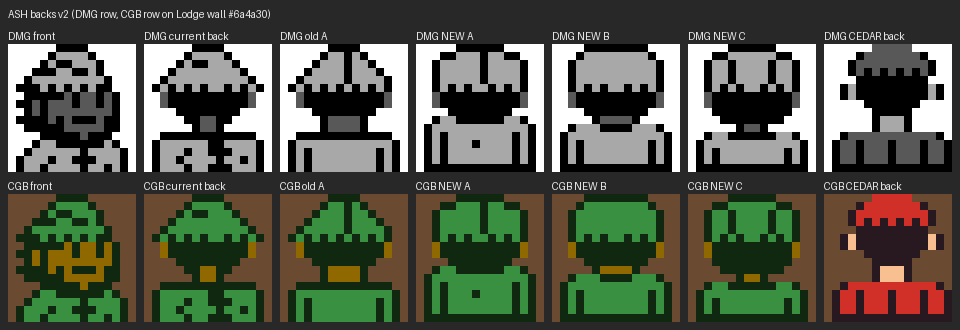 ASH backs v2 (DMG row, CGB row on Lodge wall #6a4a30)
DMG front DMG current back DMG old A DMG NEW A DMG NEW B DMG NEW C DMG CEDAR back
CGB front CGB current back CGB old A CGB NEW A CGB NEW B CGB NEW C CGB CEDAR back